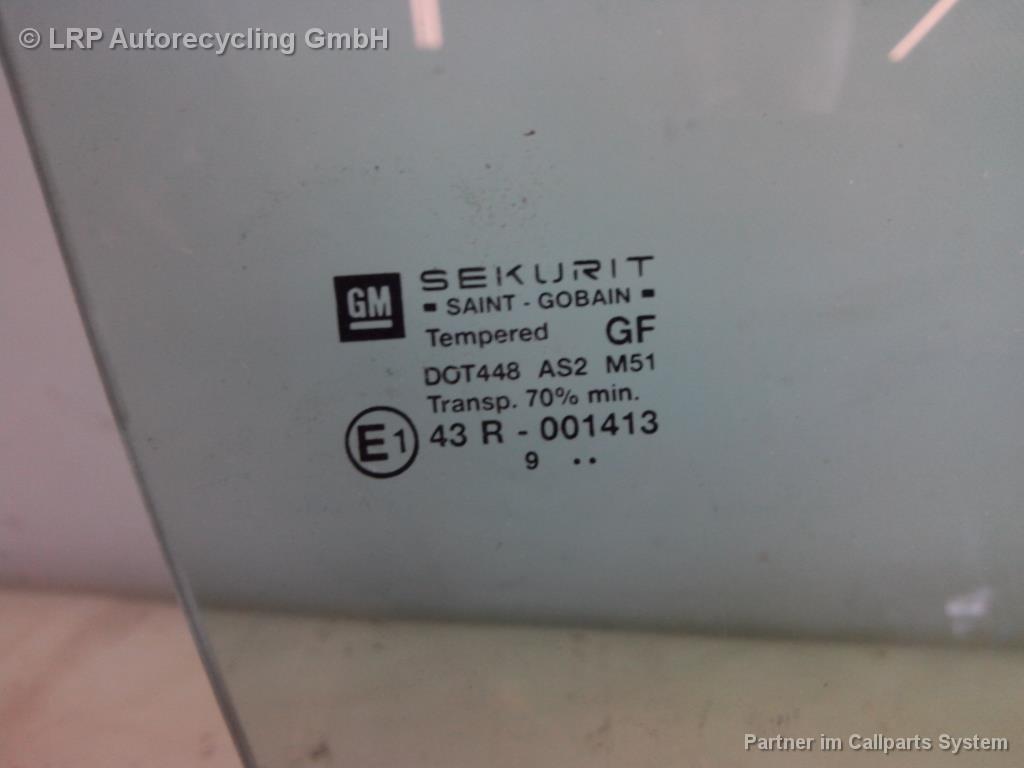 © LRP Autorecycling GmbH
GM
SEKURIT
SAINT - GOBAIN
Tempered GF
DOT448 AS2 M51
Transp. 70% min.
E1 43 R - 001413
9 ..
Partner im Callparts System